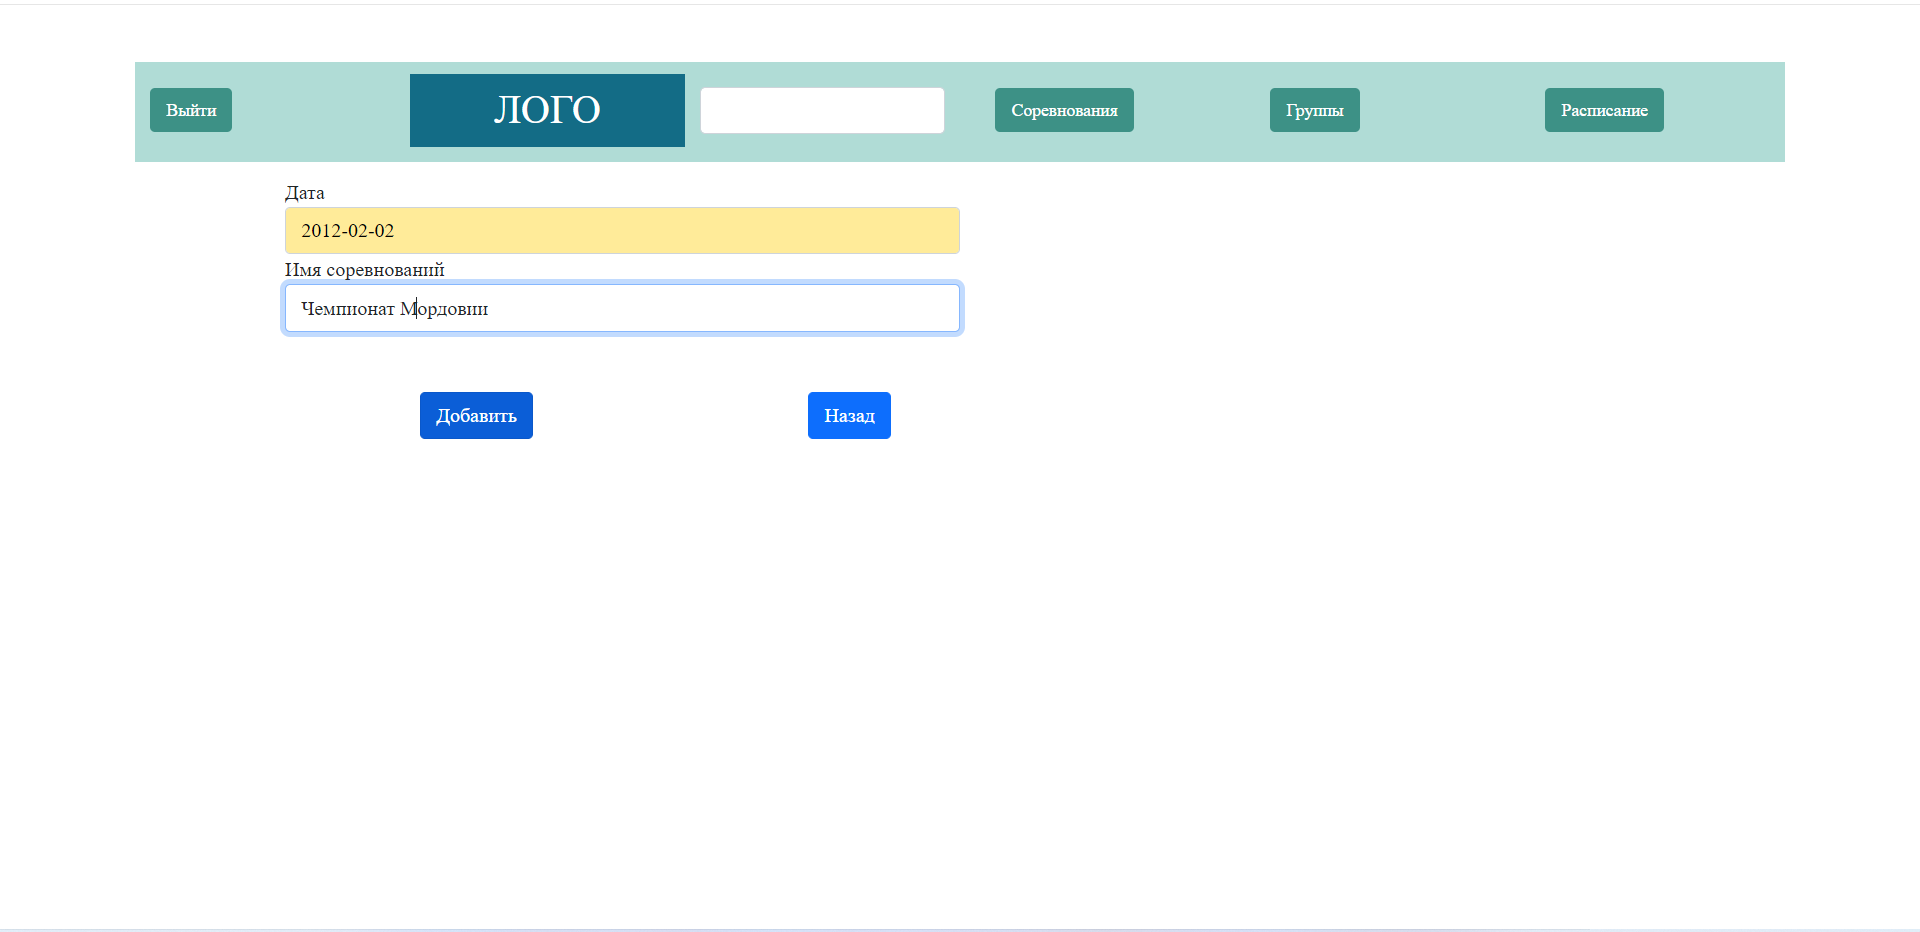 Выйти
ЛОГО
Соревнования
Группы
Расписание
Дата
2012-02-02
Имя соревнований
Чемпионат Мордовии
Добавить
Назад